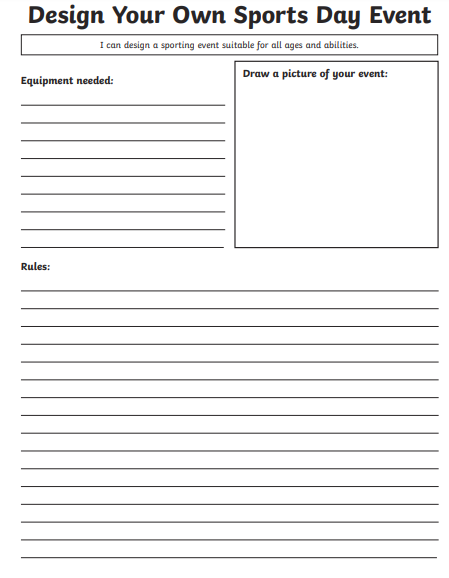 Design Your Own Sports Day Event
I can design a sporting event suitable for all ages and abilities.
Equipment needed:
Draw a picture of your event:
Rules: